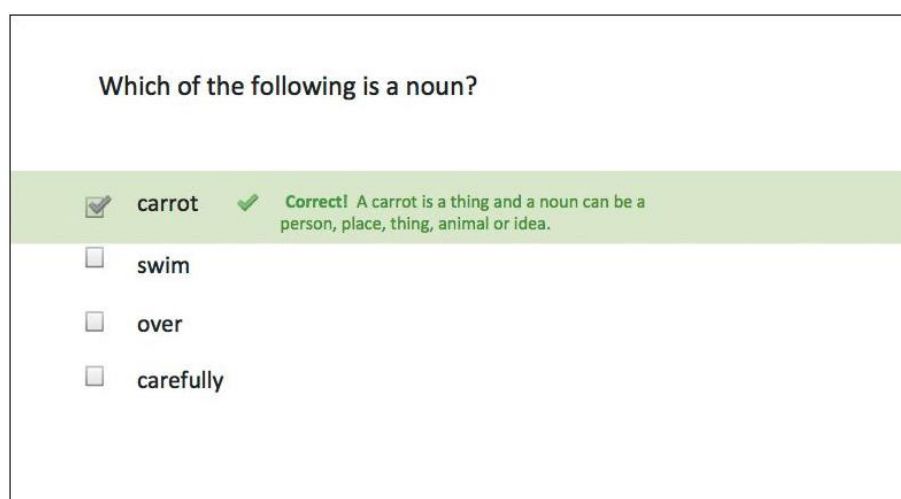 Which of the following is a noun?
carrot Correct! A carrot is a thing and a noun can be a
person, place, thing, animal or idea.
swim
over
carefully